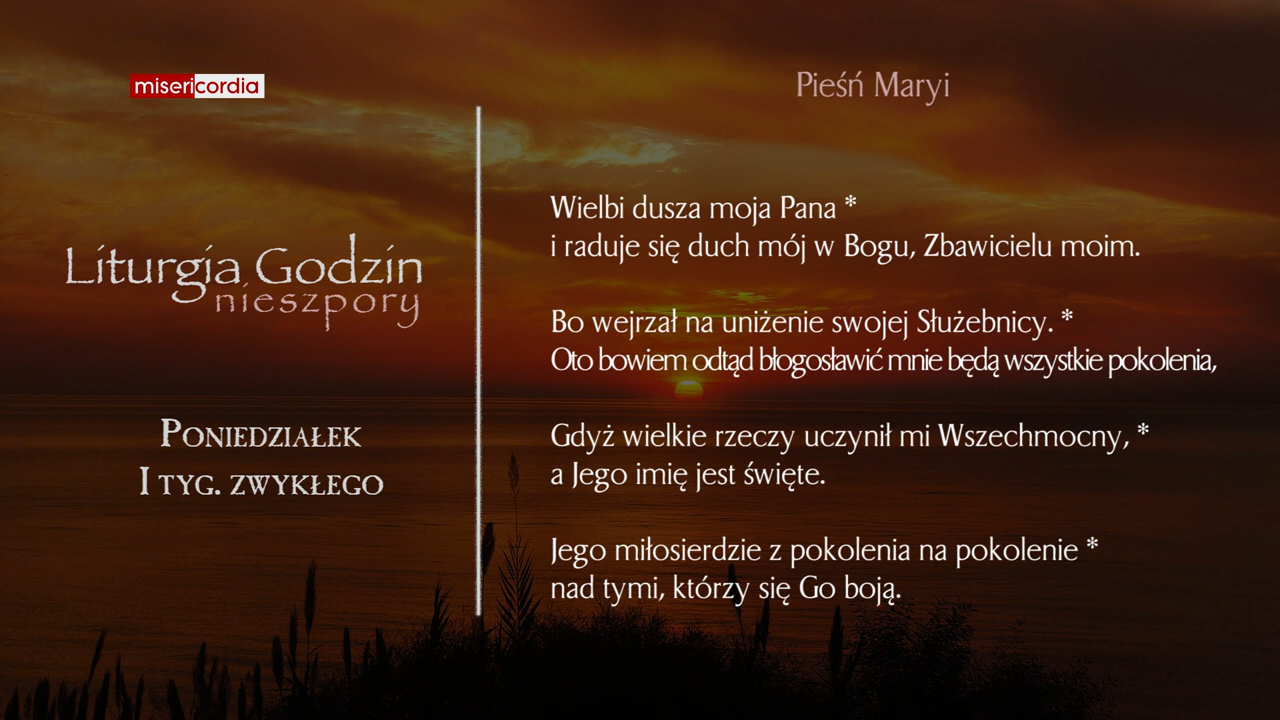 misericordia
Liturgia Godzin
nieszpory
Poniedziałek
I tyg. zwykłego
Pieśń Maryi
Wielbi dusza moja Pana *
i raduje się duch mój w Bogu, Zbawicielu moim.
Bo wejrzał na uniżenie swojej Służebnicy. *
Oto bowiem odtąd błogosławić mnie będą wszystkie pokolenia,
Gdyż wielkie rzeczy uczynił mi Wszechmocny, *
a Jego imię jest święte.
Jego miłosierdzie z pokolenia na pokolenie *
nad tymi, którzy się Go boją.